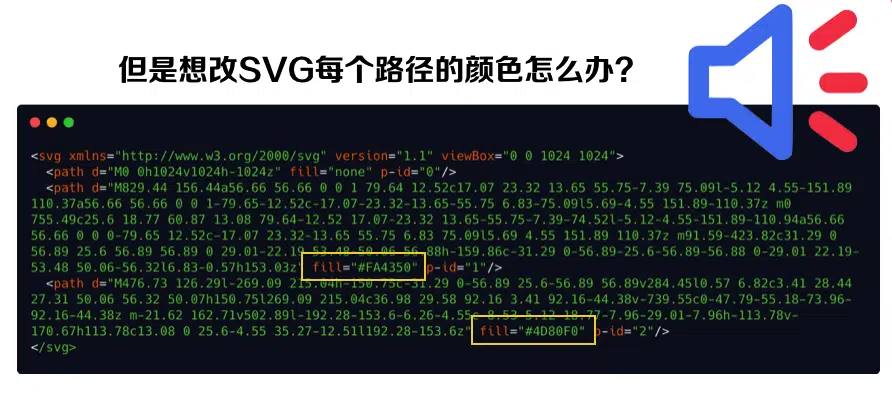 但是想改SVG每个路径的颜色怎么办？
<svg xmlns="http://www.w3.org/2000/svg" version="1.1" viewBox="0 0 1024 1024">
<path d="M0 0h1024v1024h-1024z" fill="none" p-id="0"/>
<path d="M829.44 156.44a56.66 56.66 0 0 1 79.64 12.52c17.07 23.32 13.65 55.75-7.39 75.09l-5.12 4.55-151.89
110.37a56.66 56.66 0 0 1-79.65-12.52c-17.07-23.32-13.65-55.75 6.83-75.09l5.69-4.55 151.89-110.37z m0
755.49c25.6 18.77 60.87 13.08 79.64-12.52 17.07-23.32 13.65-55.75-7.39-74.52l-5.12-4.55-151.89-110.94a56.66
56.66 0 0 0-79.65 12.52c-17.07 23.32-13.65 55.75 6.83 75.09l5.69 4.55 151.89 110.37z m91.59-423.82c31.29 0
56.89 25.6 56.89 56.89 0 29.01-22.19 53.48-50.06 56.88h-159.86c-31.29 0-56.89-25.6-56.89-56.88 0-29.01 22.19-
53.48 50.06-56.32l6.83-0.57h153.03z" fill="#FA4350" p-id="1"/>
<path d="M476.73 126.29l-269.09 215.04h-150.75c-31.29 0-56.89 25.6-56.89 56.89v284.45l0.57 6.82c3.41 28.44
27.31 50.06 56.32 50.07h150.75l269.09 215.04c36.98 29.58 92.16 3.41 92.16-44.38v-739.55c0-47.79-55.18-73.96-
92.16-44.38z m-21.62 162.71v502.89l-192.28-153.6-6.26-4.55c-8.53-5.12-18.77-7.96-29.01-7.96h-113.78v-
170.67h113.78c13.08 0 25.6-4.55 35.27-12.51l192.28-153.6z" fill="#4D80F0" p-id="2"/>
</svg>